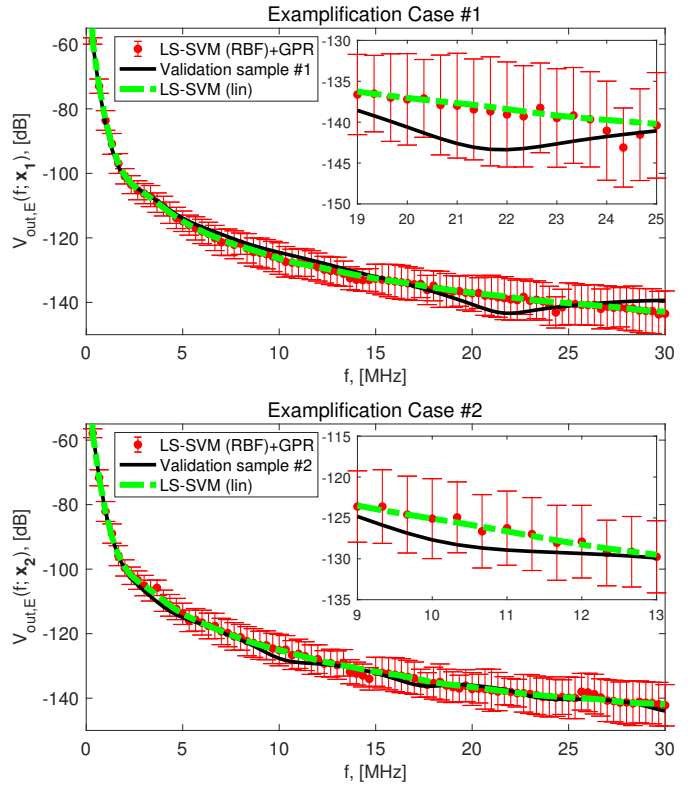 Examplification Case #1
LS-SVM (RBF)+GPR
Validation sample #1
LS-SVM (lin)
-60
-80
-100
-120
-140
V_out,E(f; x_1), [dB]
0 5 10 15 20 25 30
f, [MHz]
-130
-135
-140
-145
-150
19 20 21 22 23 24 25
Examplification Case #2
LS-SVM (RBF)+GPR
Validation sample #2
LS-SVM (lin)
-60
-80
-100
-120
-140
V_out,E(f; x_2), [dB]
0 5 10 15 20 25 30
f, [MHz]
-115
-120
-125
-130
-135
9 10 11 12 13